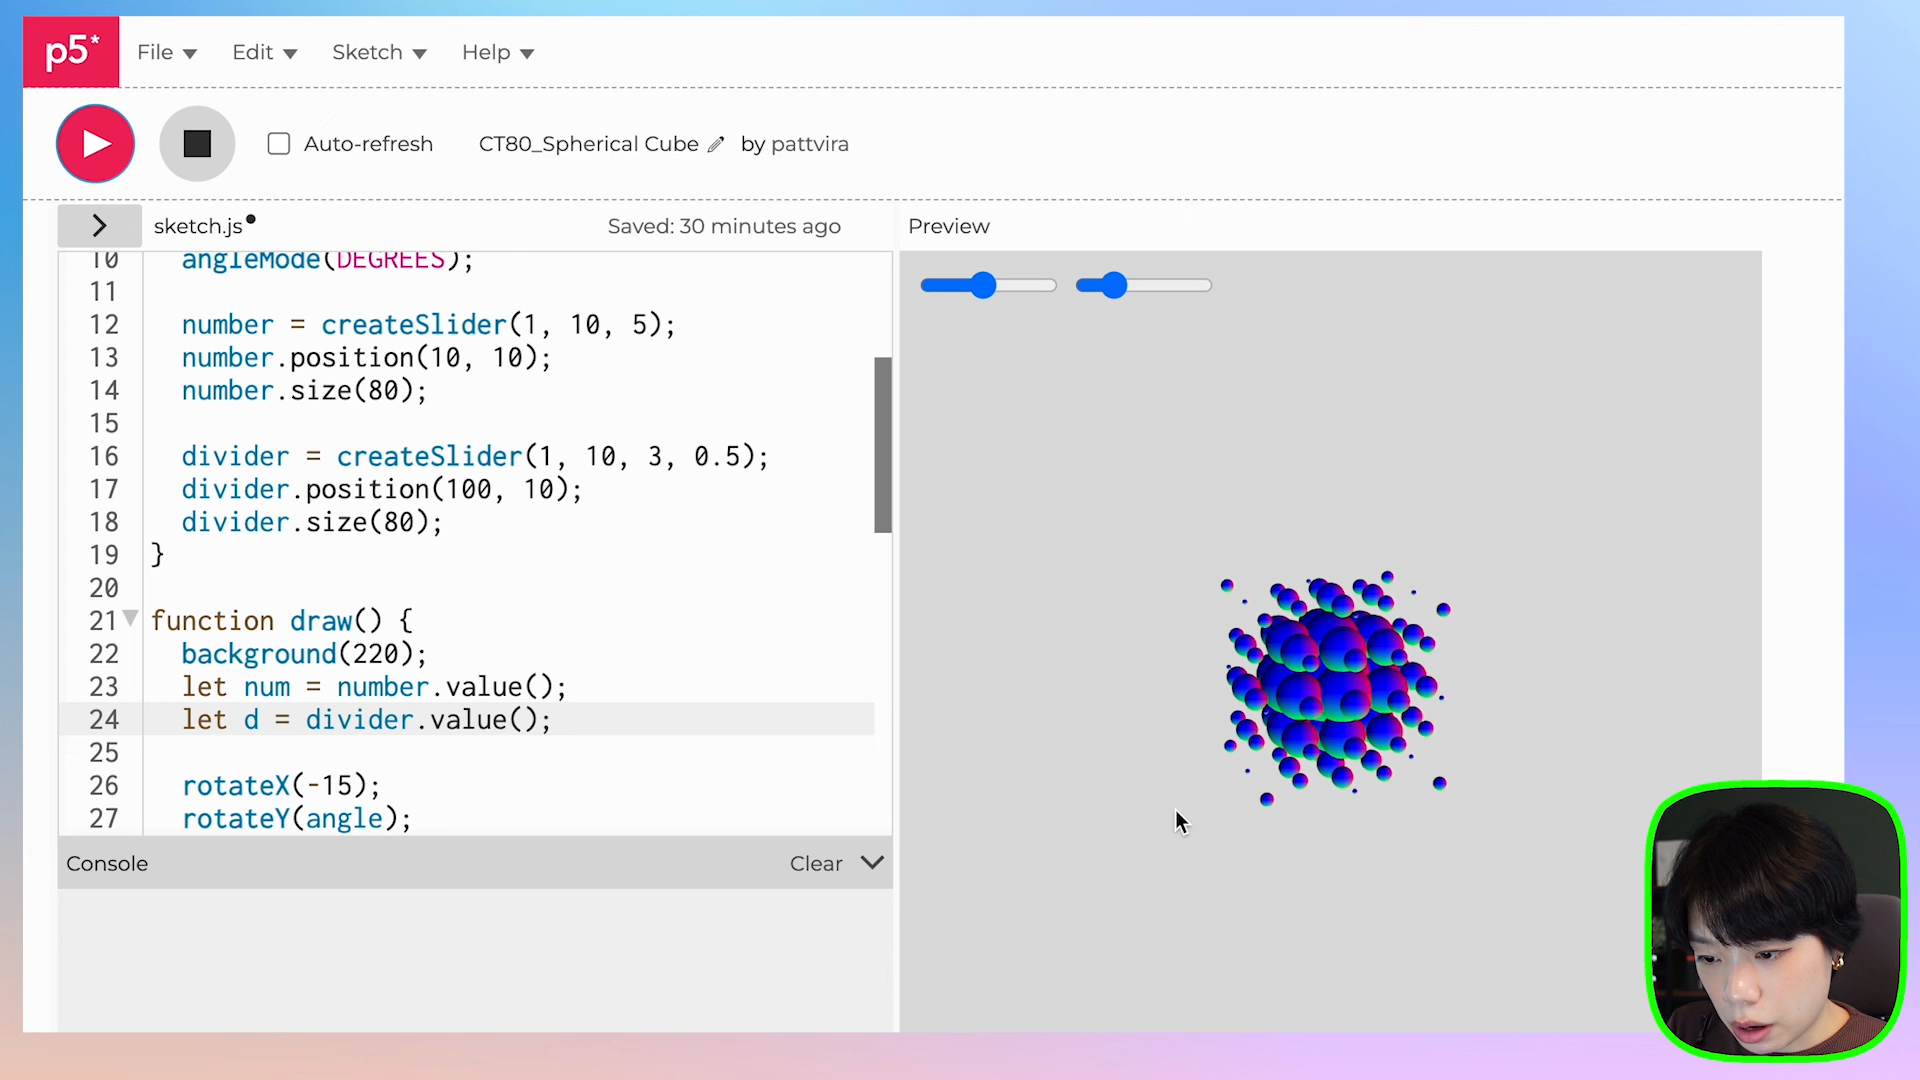 p5*
File
Edit
Sketch
Help
Auto-refresh
CT80_Spherical Cube
by pattvira
sketch.js
Saved: 30 minutes ago
Preview
10 angleMode(DEGREES);
11
12 number = createSlider(1, 10, 5);
13 number.position(10, 10);
14 number.size(80);
15
16 divider = createSlider(1, 10, 3, 0.5);
17 divider.position(100, 10);
18 divider.size(80);
19 }
20
21 function draw() {
22 background(220);
23 let num = number.value();
24 let d = divider.value();
25
26 rotateX(-15);
27 rotateY(angle);
Console
Clear